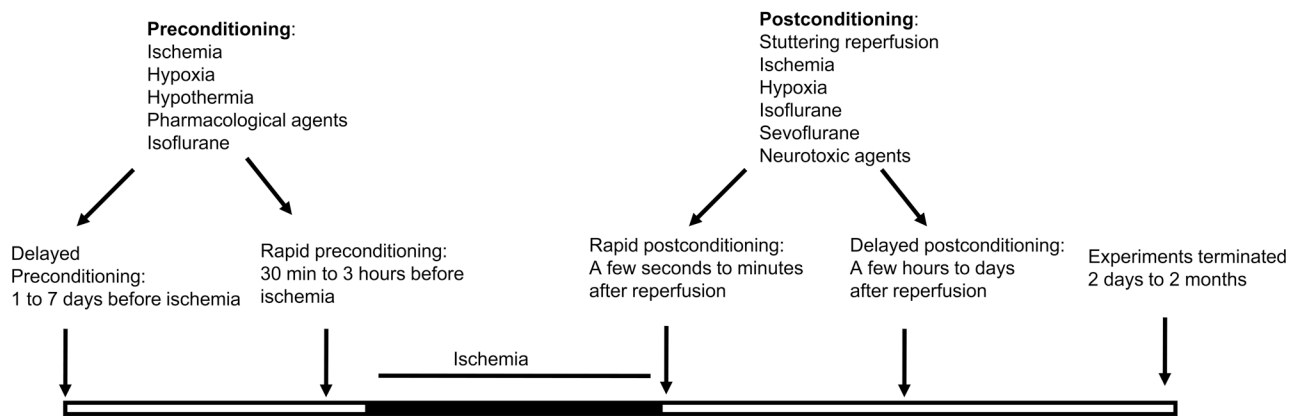 Preconditioning:
Ischemia
Hypoxia
Hypothermia
Pharmacological agents
Isoflurane
Postconditioning:
Stuttering reperfusion
Ischemia
Hypoxia
Isoflurane
Sevoflurane
Neurotoxic agents
Delayed
Preconditioning:
1 to 7 days before ischemia
Rapid preconditioning:
30 min to 3 hours before
ischemia
Rapid postconditioning:
A few seconds to minutes
after reperfusion
Delayed postconditioning:
A few hours to days
after reperfusion
Experiments terminated
2 days to 2 months
Ischemia